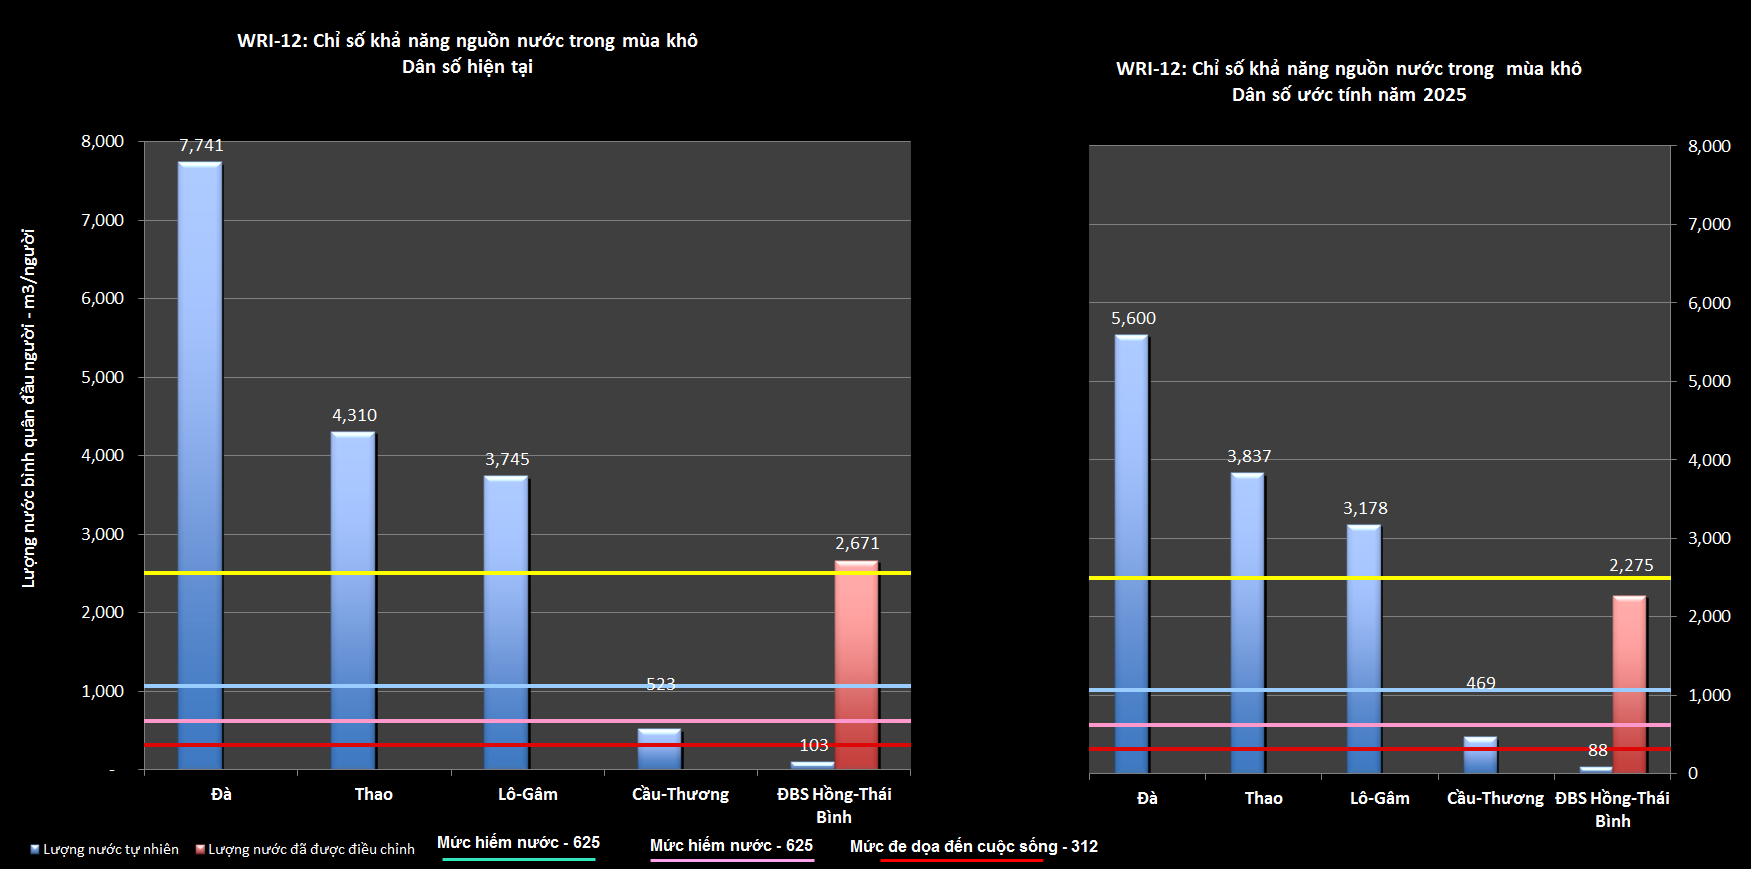 WRI-12: Chỉ số khả năng nguồn nước trong mùa khô
Dân số hiện tại
Lượng nước bình quân đầu người - m3/người
8,000
7,000
6,000
5,000
4,000
3,000
2,000
1,000
-
7,741
4,310
3,745
523
103
2,671
Đà
Thao
Lô-Gâm
Cầu-Thương
ĐBS Hồng-Thái
Bình
WRI-12: Chỉ số khả năng nguồn nước trong mùa khô
Dân số ước tính năm 2025
8,000
7,000
6,000
5,000
4,000
3,000
2,000
1,000
0
5,600
3,837
3,178
469
88
2,275
Đà
Thao
Lô-Gâm
Cầu-Thương
ĐBS Hồng-Thái
Bình
Lượng nước tự nhiên
Lượng nước đã được điều chỉnh
Mức hiếm nước - 625
Mức hiếm nước - 625
Mức đe dọa đến cuộc sống - 312